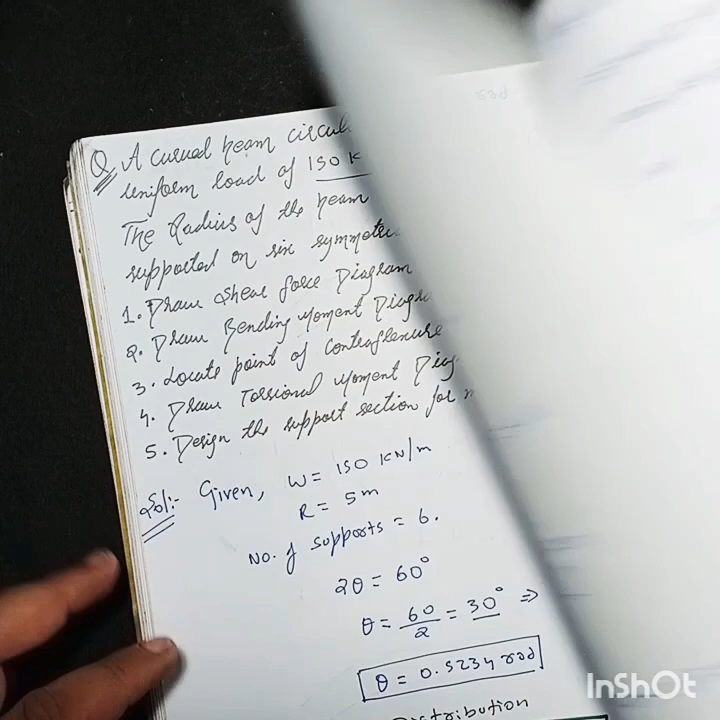 Q. A curved beam circul
uniform load of 150 K
The Radius of the beam
supported on six symmetri
1. Draw Shear force Diagram
2. Draw Bending Moment Diagra
3. Locate point of Contraflexure
4. Draw Torsional Moment Diag
5. Design the support section for m
Sol:- Given, W = 150 KN/m
R = 5m
No. of supports = 6.
2θ = 60°
θ = 60/2 = 30° ⇒
θ = 0.5234 rad
Distribution
InShOt